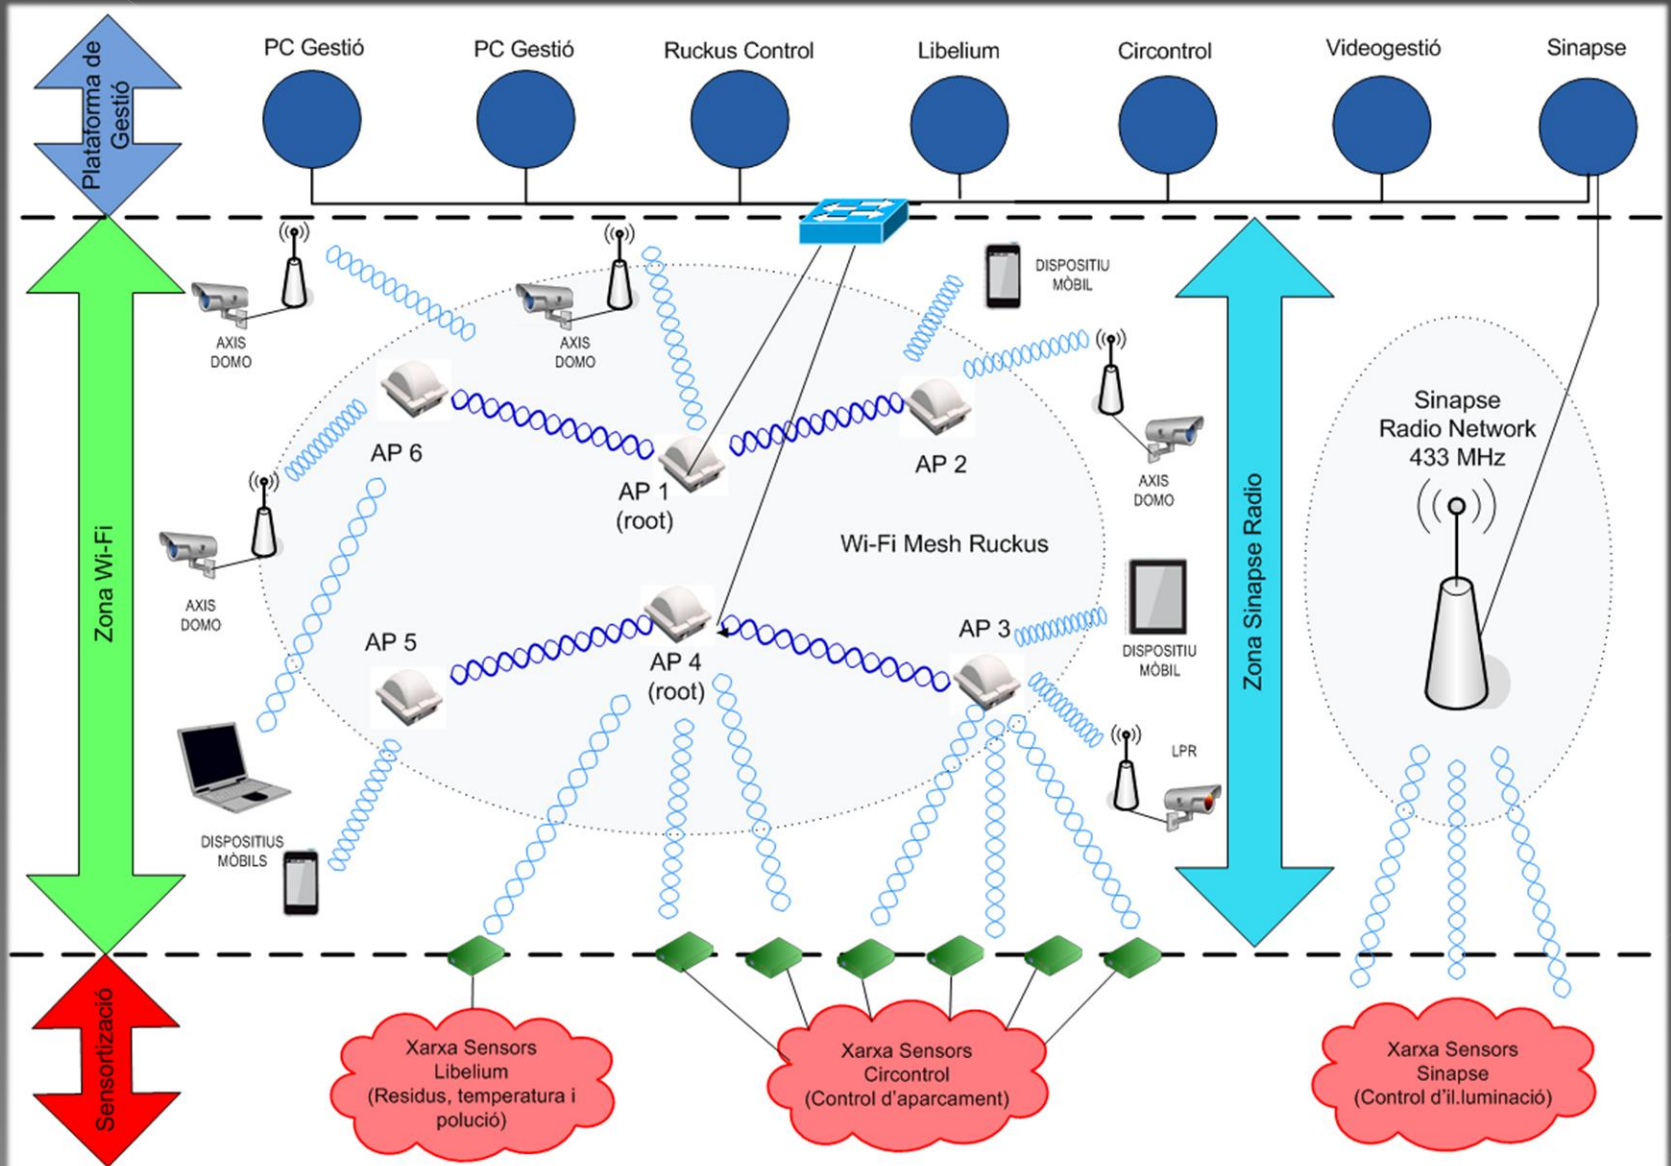 Plataforma de
Gestió
PC Gestió
PC Gestió
Ruckus Control
Libelium
Circontrol
Videogestió
Sinapse
Zona Wi-Fi
AXIS
DOMO
AXIS
DOMO
DISPOSITIU
MÒBIL
AP 6
AP 1
(root)
AP 2
AXIS
DOMO
AXIS
DOMO
Wi-Fi Mesh Ruckus
AP 5
AP 4
(root)
AP 3
DISPOSITIU
MÒBIL
LPR
DISPOSITIUS
MÒBILS
Zona Sinapse Radio
Sinapse
Radio Network
433 MHz
Sensortizació
Xarxa Sensors
Libelium
(Residus, temperatura i
polució)
Xarxa Sensors
Circontrol
(Control d'aparcament)
Xarxa Sensors
Sinapse
(Control d'il.luminació)